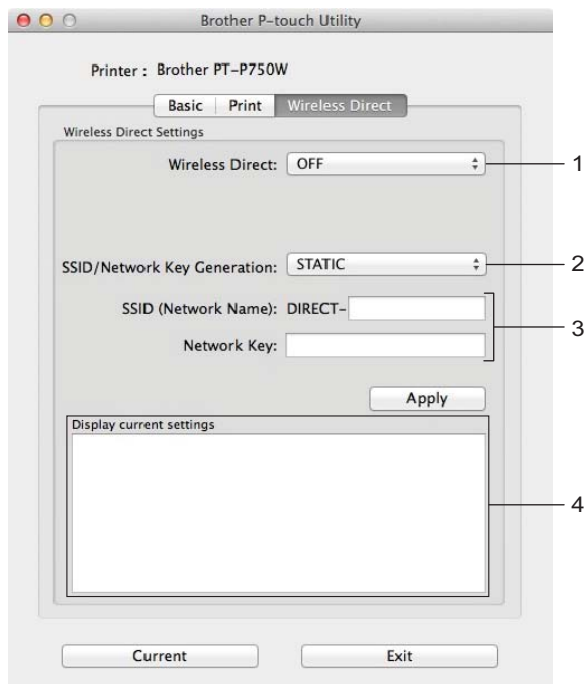 Brother P-touch Utility
Printer : Brother PT-P750W
Basic Print Wireless Direct
Wireless Direct Settings
Wireless Direct: OFF 1
SSID/Network Key Generation: STATIC 2
SSID (Network Name): DIRECT-
3
Network Key:
Apply
Display current settings
4
Current Exit